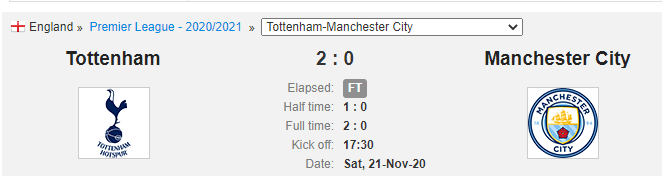 England » Premier League - 2020/2021 » Tottenham-Manchester City
Tottenham 2 : 0 Manchester City
Elapsed: FT
Half time: 1 : 0
Full time: 2 : 0
Kick off: 17:30
Date: Sat, 21-Nov-20
TOTTENHAM
HOTSPUR
MANCHESTER
CITY